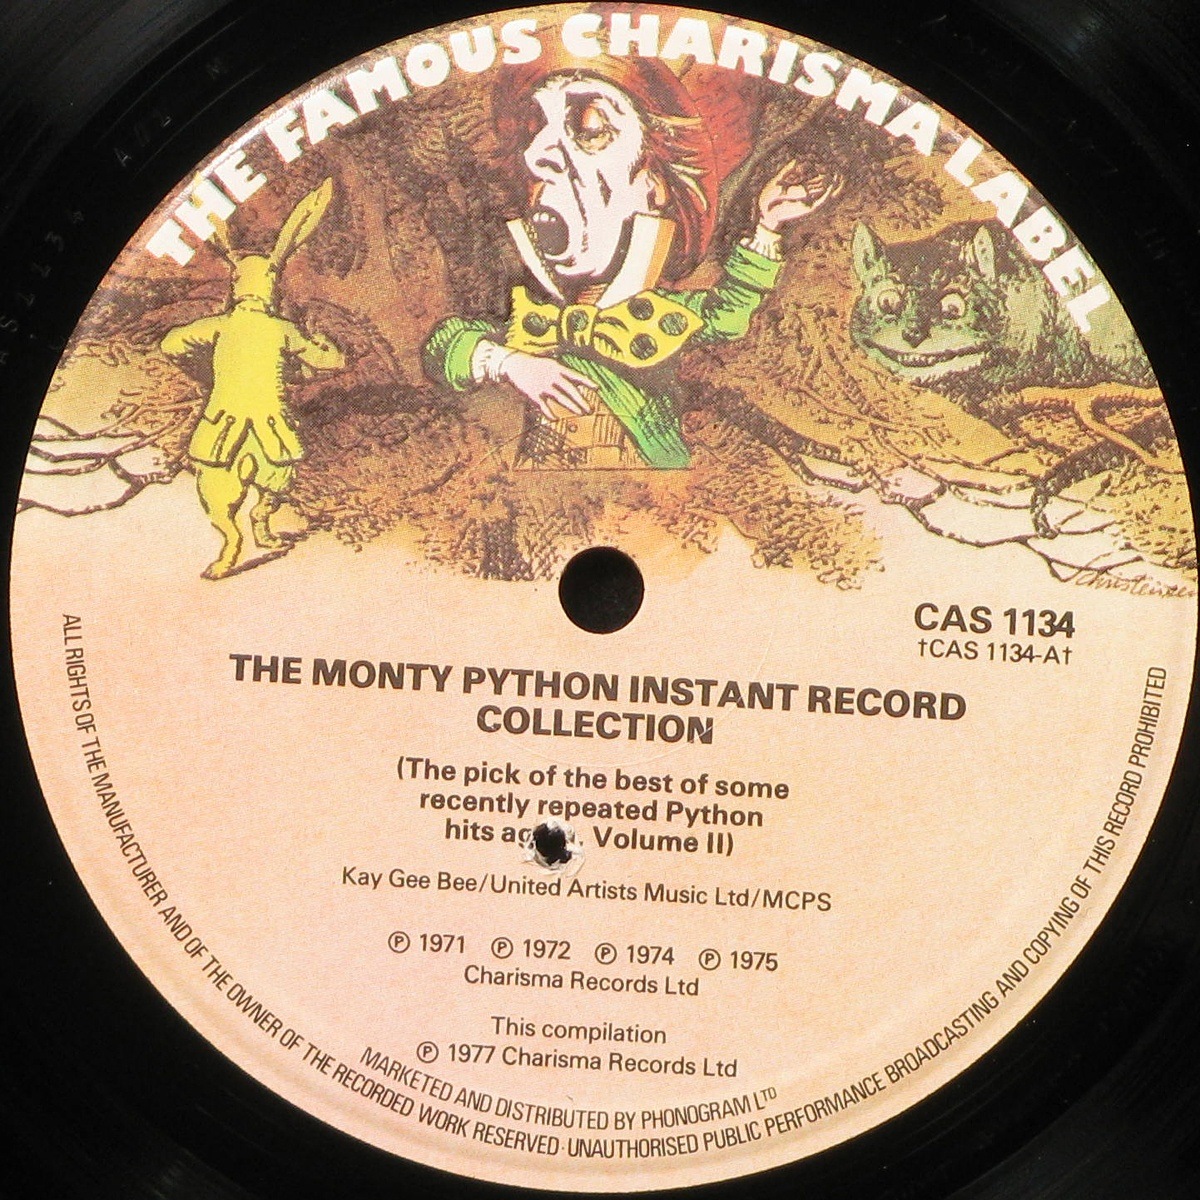 THE FAMOUS CHARISMA LABEL
Christensen
CAS 1134
†CAS 1134-A†
THE MONTY PYTHON INSTANT RECORD
COLLECTION
(The pick of the best of some
recently repeated Python
hits Volume II)
Kay Gee Bee/United Artists Music Ltd/MCPS
℗ 1971 ℗ 1972 ℗ 1974 ℗ 1975
Charisma Records Ltd
This compilation
℗ 1977 Charisma Records Ltd
MARKETED AND DISTRIBUTED BY PHONOGRAM LTD
ALL RIGHTS OF THE MANUFACTURER AND OF THE OWNER OF THE RECORDED WORK RESERVED·UNAUTHORISED PUBLIC PERFORMANCE BROADCASTING AND COPYING OF THIS RECORD PROHIBITED